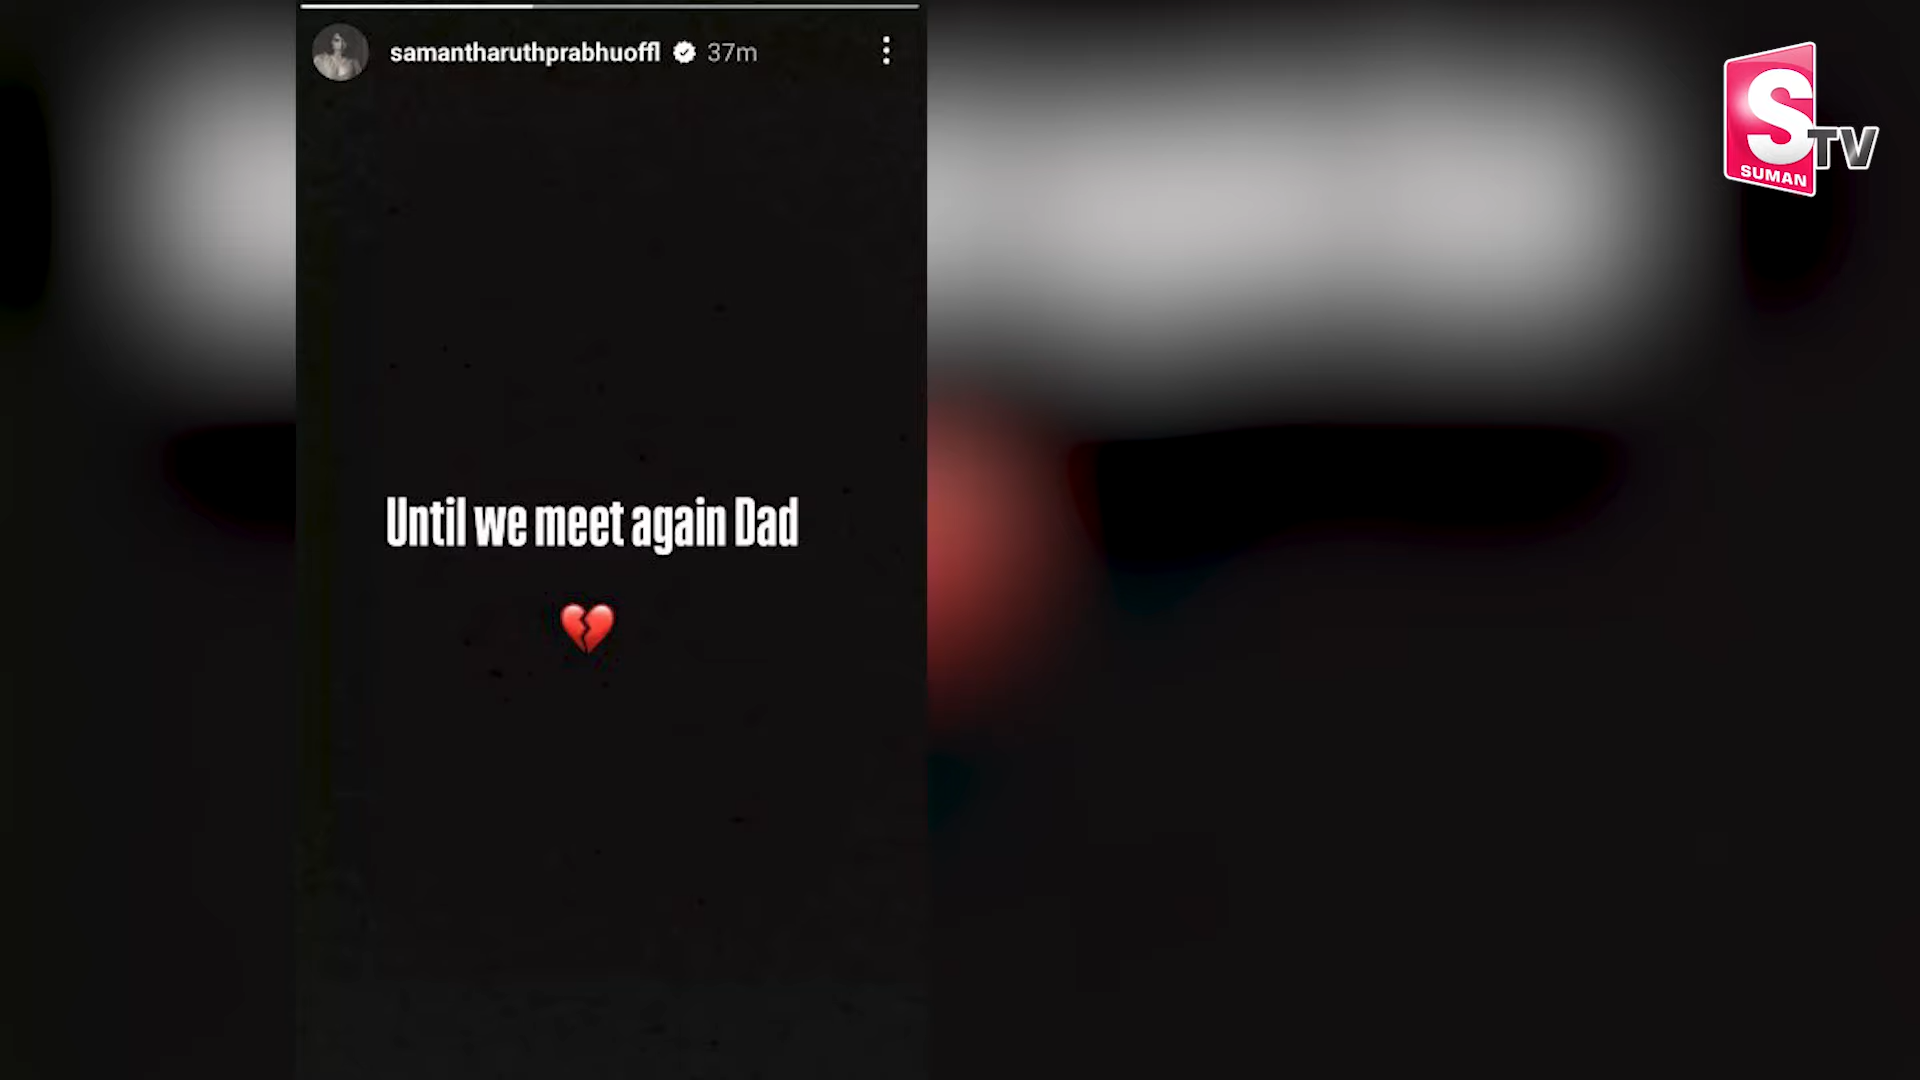 samantharuthprabhuoffl 37m
Until we meet again Dad
💔
S TV
SUMAN